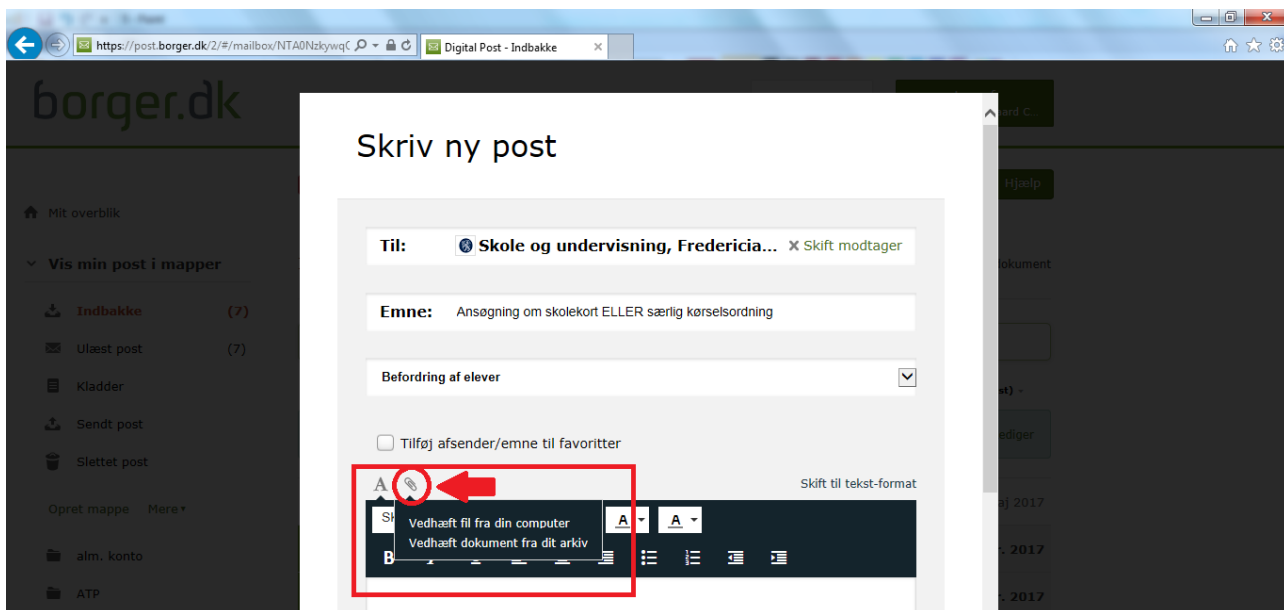 https://post.borger.dk/2/#/mailbox/NTA0NzkywqC
Digital Post - Indbakke
borger.dk
ard C...
Skriv ny post
Hjælp
Mit overblik
Til: Skole og undervisning, Fredericia... Skift modtager
Vis min post i mapper
dokument
Indbakke (7)
Emne: Ansøgning om skolekort ELLER særlig kørselsordning
Ulæst post (7)
Befordring af elever
Kladder
st) -
Sendt post
ediger
Tilføj afsender/emne til favoritter
Slettet post
A Skift til tekst-format
Opret mappe Mere
aj 2017
Vedhæft fil fra din computer
A A
Vedhæft dokument fra dit arkiv
B
alm. konto
r. 2017
ATP
r. 2017